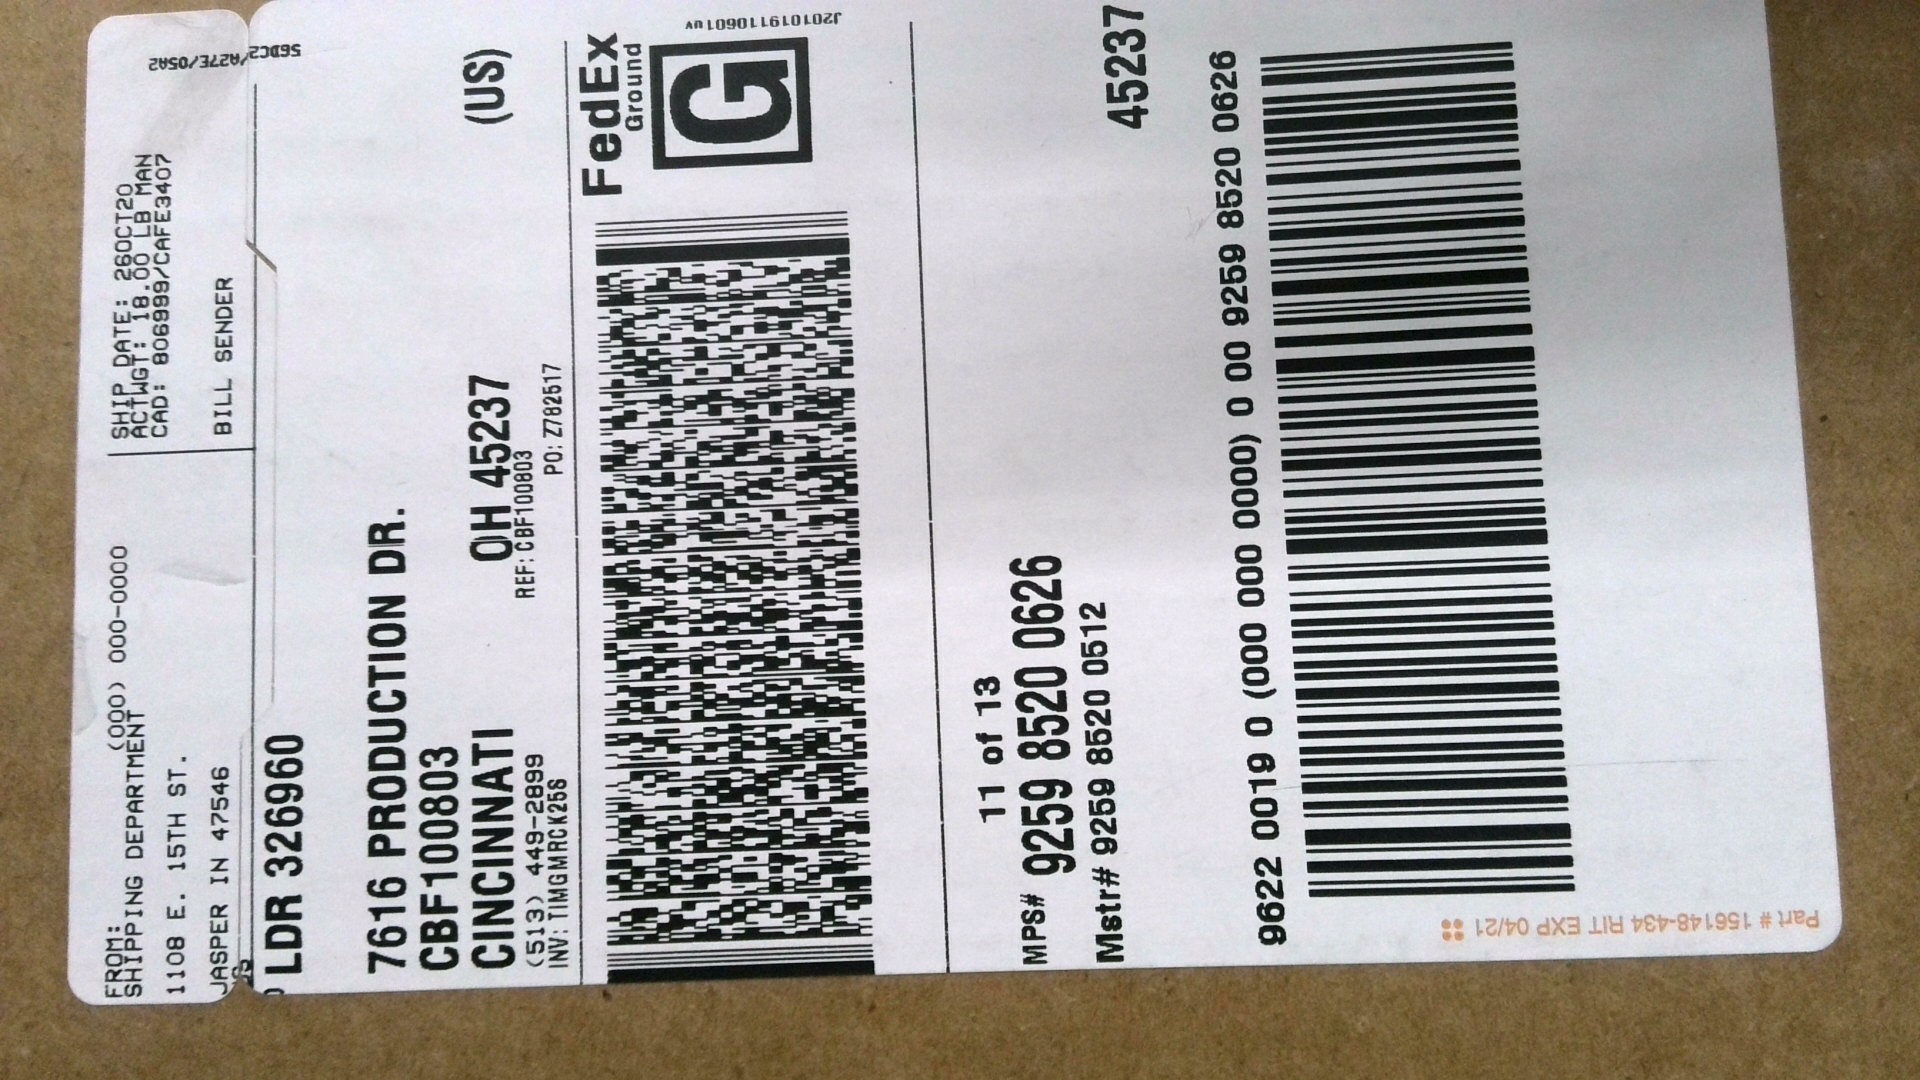 FROM: (000) 000-0000
SHIPPING DEPARTMENT
1108 E. 15TH ST.
JASPER IN 47546
SHIP DATE: 26OCT20
ACTWGT: 18.00 LB MAN
CAD: 8069999/CAFE3407
BILL SENDER
56DC2/A27E/05A2
LDR 326960
7616 PRODUCTION DR.
CBF100803
CINCINNATI OH 45237 (US)
(513) 449-2899 REF: CBF100803
INV: TIMGMRCK25S PO: Z782517
FedEx
Ground
G
J201019110601uv
11 of 13
MPS# 9259 8520 0626
Mstr# 9259 8520 0512
45237
9622 0019 0 (000 000 0000) 0 00 9259 8520 0626
Part # 156148-434 RIT EXP 04/21